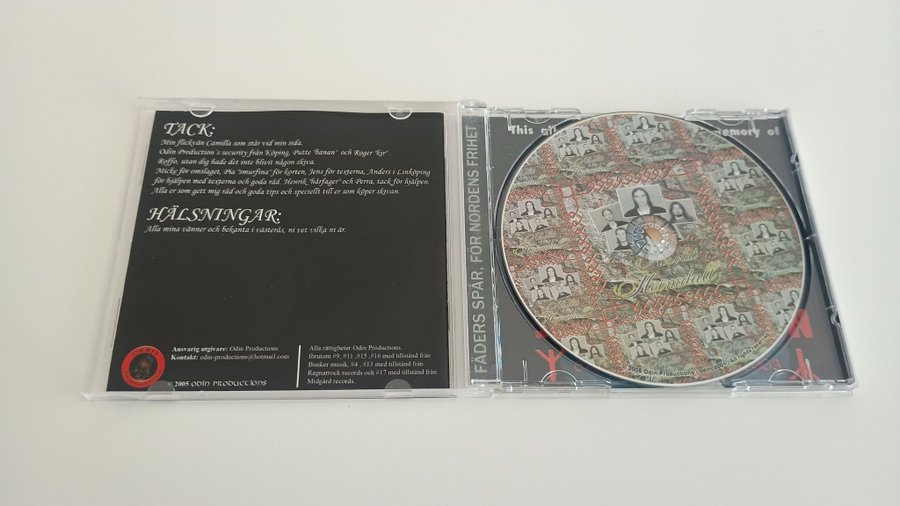 TACK:
Min flickvän Camilla som står vid min sida.
Odin Production's security från Köping, Putte "banan" och Roger "kir".
Roffo, utan dig hade det inte blivit någon skiva.
Micke för omslaget, Pia "smurfina" för korten, Jens för texterna, Anders i Linköping
för hjälpen med texterna och goda råd. Henrik "hårfager" och Perra, tack för hjälpen.
Alla er som gett mig råd och goda tips och speciellt till er som köper skivan.
HÄLSNINGAR:
Alla mina vänner och bekanta i västerås, ni vet vilka ni är.
Ansvarig utgivare: Odin Productions
Kontakt: odin-productions@hotmail.com
© 2005 ODIN PRODUCTIONS
Alla rättigheter Odin Productions
förutom #9, #11 ,#15 ,#16 med tillstånd från
Bunker musik, #4 , #13 med tillstånd från
Ragnarrock records och #17 med tillstånd från
Midgård records.
FÄDERS SPÅR, FÖR NORDENS FRIHET
This
memory of
Odin Productions